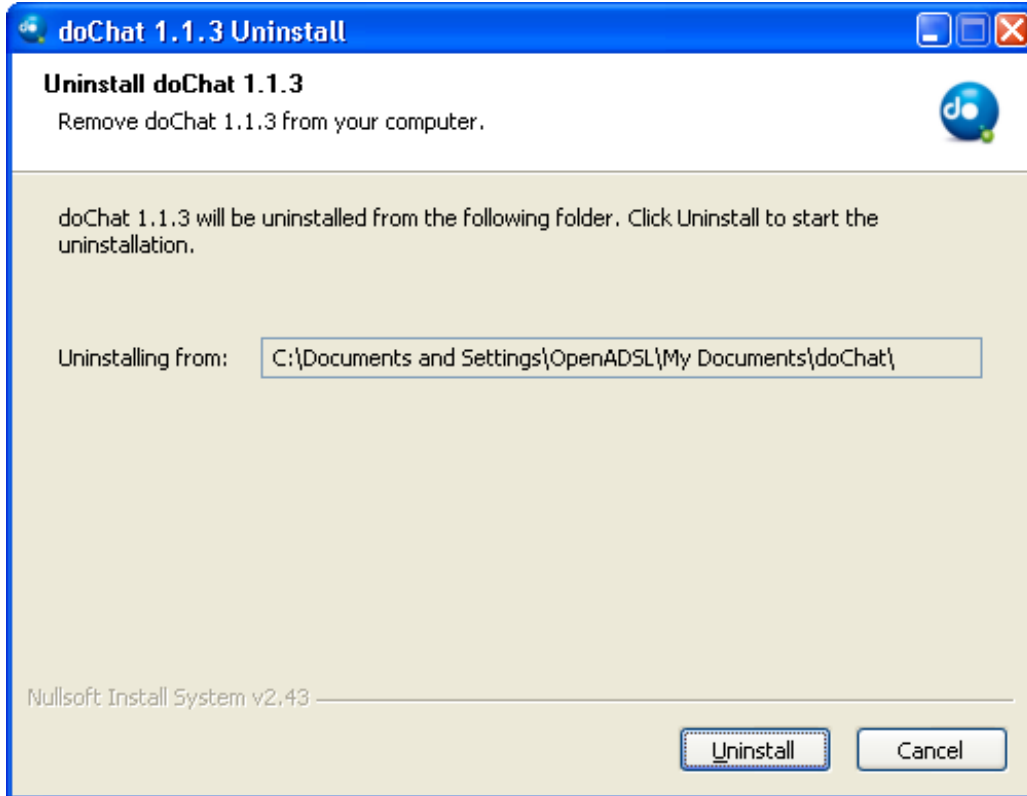 doChat 1.1.3 Uninstall
Uninstall doChat 1.1.3
Remove doChat 1.1.3 from your computer.
do
doChat 1.1.3 will be uninstalled from the following folder. Click Uninstall to start the
uninstallation.
Uninstalling from: C:\Documents and Settings\OpenADSL\My Documents\doChat\
Nullsoft Install System v2.43
Uninstall Cancel